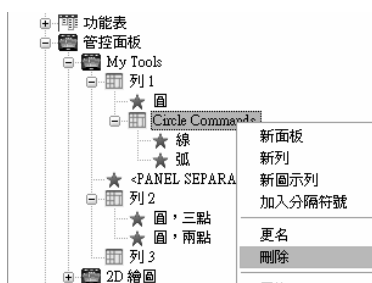 功能表
管控面板
My Tools
列 1
圓
Circle Commands
線
弧
<PANEL SEPARA
列 2
圓，三點
圓，兩點
列 3
2D 繪圖
新面板
新列
新圖示列
加入分隔符號
更名
刪除